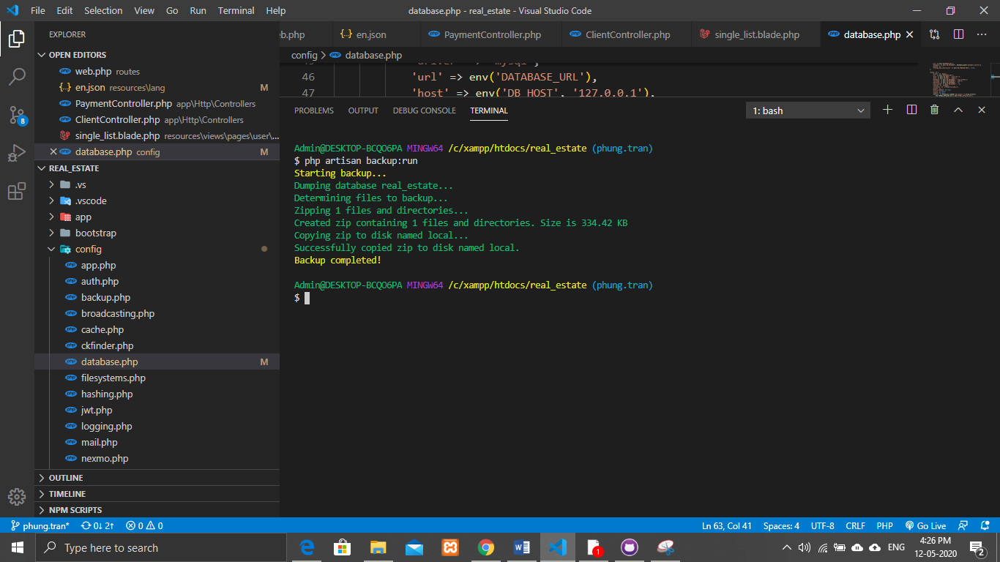 File Edit Selection View Go Run Terminal Help database.php - real_estate - Visual Studio Code
EXPLORER
OPEN EDITORS
web.php routes
en.json resources\lang M
PaymentController.php app\Http\Controllers
ClientController.php app\Http\Controllers
single_list.blade.php resources\views\pages\user\...
database.php config M
REAL_ESTATE
.vs
.vscode
app
bootstrap
config
app.php
auth.php
backup.php
broadcasting.php
cache.php
ckfinder.php
database.php M
filesystems.php
hashing.php
jwt.php
logging.php
mail.php
nexmo.php
OUTLINE
TIMELINE
NPM SCRIPTS
8
eb.php en.json PaymentController.php ClientController.php single_list.blade.php database.php
config > database.php
46 'url' => env('DATABASE_URL'),
47 'host' => env('DB_HOST', '127.0.0.1'),
PROBLEMS OUTPUT DEBUG CONSOLE TERMINAL 1: bash
Admin@DESKTOP-BCQO6PA MINGW64 /c/xampp/htdocs/real_estate (phung.tran)
$ php artisan backup:run
Starting backup...
Dumping database real_estate...
Determining files to backup...
Zipping 1 files and directories...
Created zip containing 1 files and directories. Size is 334.42 KB
Copying zip to disk named local...
Successfully copied zip to disk named local.
Backup completed!
Admin@DESKTOP-BCQO6PA MINGW64 /c/xampp/htdocs/real_estate (phung.tran)
$
phung.tran* 0↓ 2↑ 0 0 Ln 63, Col 41 Spaces: 4 UTF-8 CRLF PHP Go Live
Type here to search 1 ENG 4:26 PM 2
12-05-2020